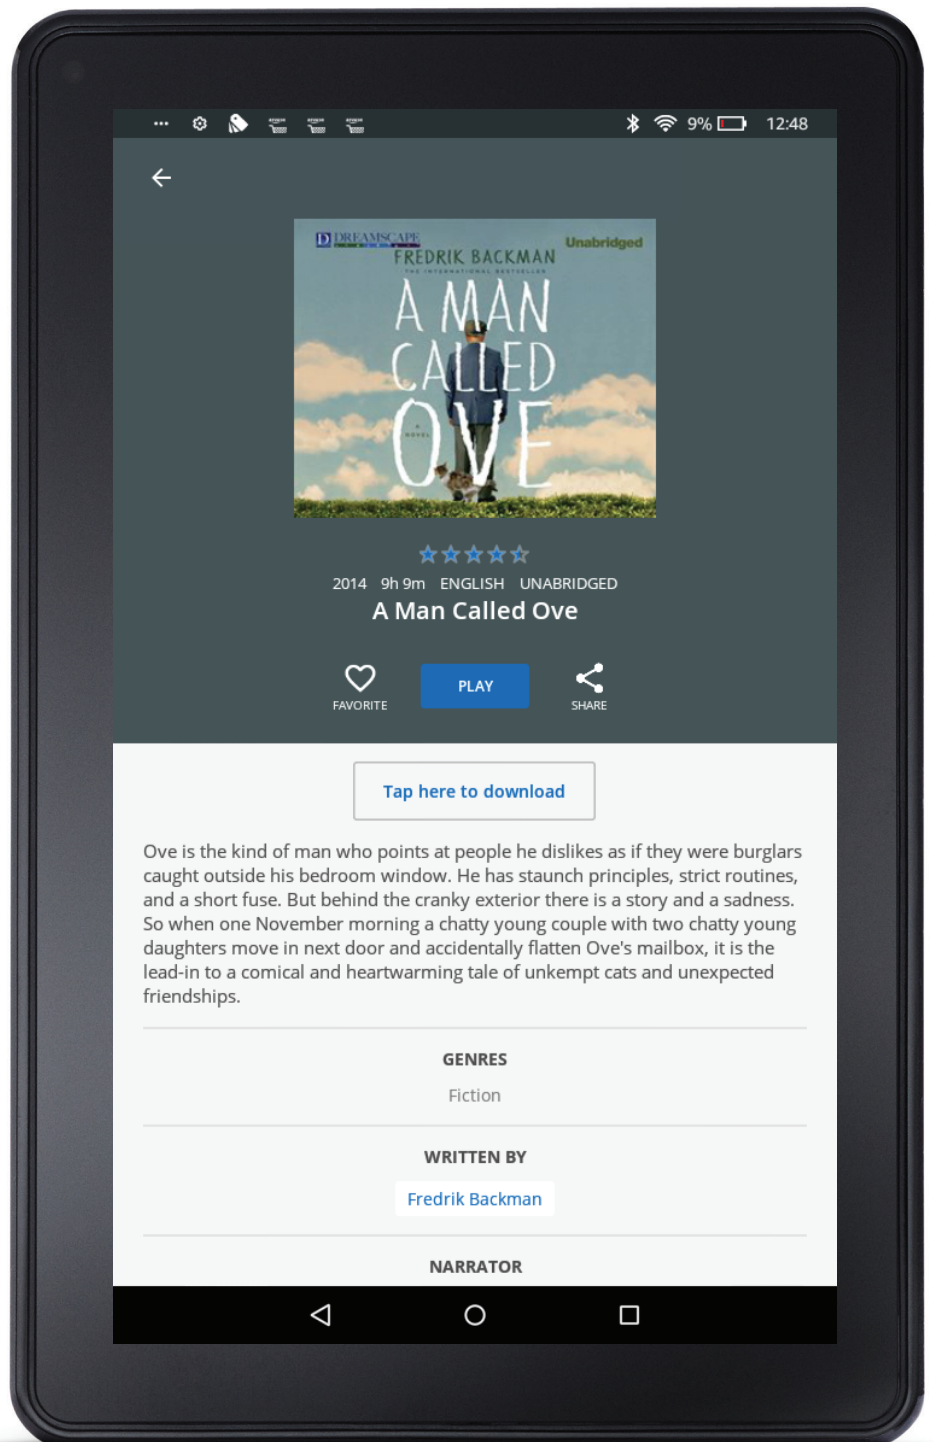 9% 12:48
DREAMSCAPE
Unabridged
FREDRIK BACKMAN
THE INTERNATIONAL BESTSELLER
A MAN
CALLED
OVE
A
NOVEL
2014 9h 9m ENGLISH UNABRIDGED
A Man Called Ove
FAVORITE
PLAY
SHARE
Tap here to download
Ove is the kind of man who points at people he dislikes as if they were burglars
caught outside his bedroom window. He has staunch principles, strict routines,
and a short fuse. But behind the cranky exterior there is a story and a sadness.
So when one November morning a chatty young couple with two chatty young
daughters move in next door and accidentally flatten Ove's mailbox, it is the
lead-in to a comical and heartwarming tale of unkempt cats and unexpected
friendships.
GENRES
Fiction
WRITTEN BY
Fredrik Backman
NARRATOR